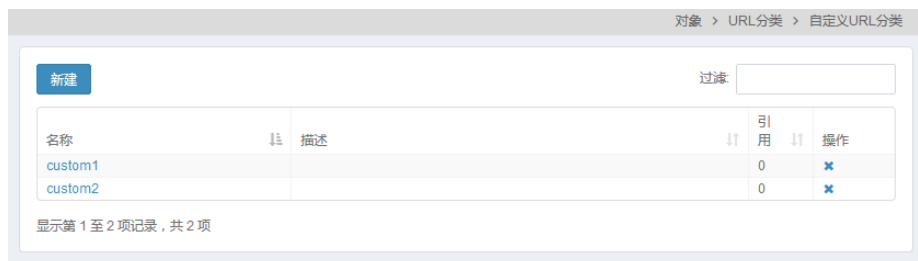 对象 > URL分类 > 自定义URL分类
新建 过滤:
名称 描述 引用 操作
custom1 0
custom2 0
显示第 1 至 2 项记录，共 2 项